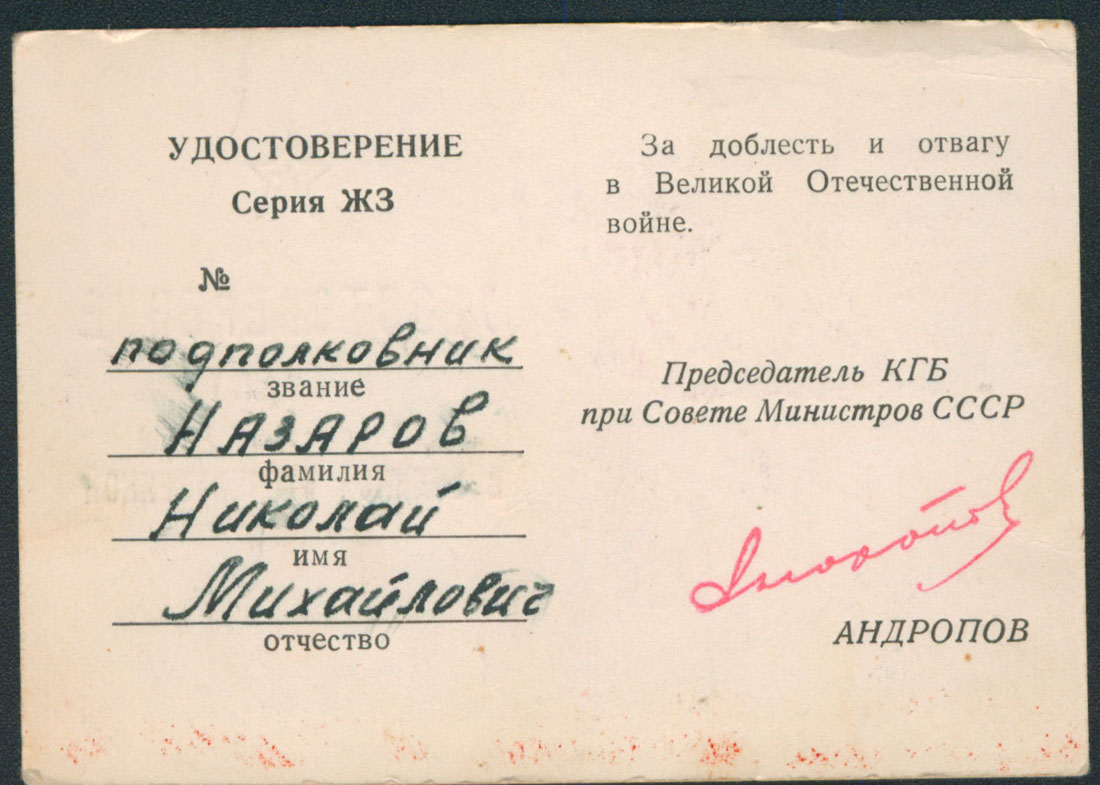 УДОСТОВЕРЕНИЕ
Серия ЖЗ
№
подполковник
звание
НАЗАРОВ
фамилия
Николай
имя
Михайлович
отчество
За доблесть и отвагу
в Великой Отечественной
войне.
Председатель КГБ
при Совете Министров СССР
Андропов
АНДРОПОВ